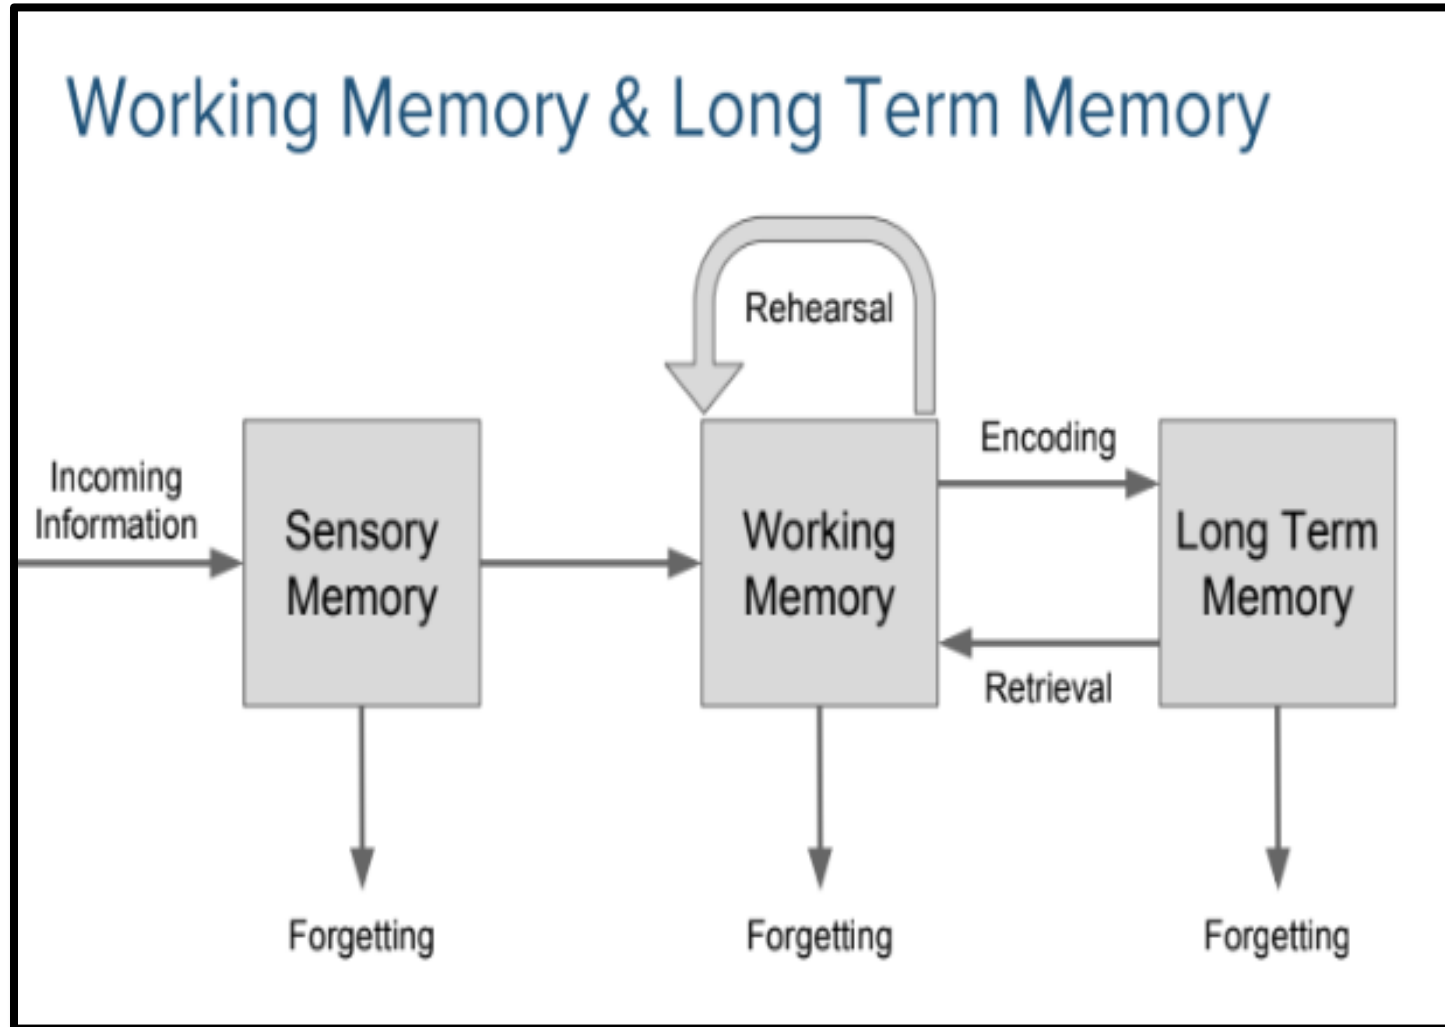 Working Memory & Long Term Memory
Rehearsal
Encoding
Incoming
Information
Sensory
Memory
Working
Memory
Long Term
Memory
Retrieval
Forgetting
Forgetting
Forgetting